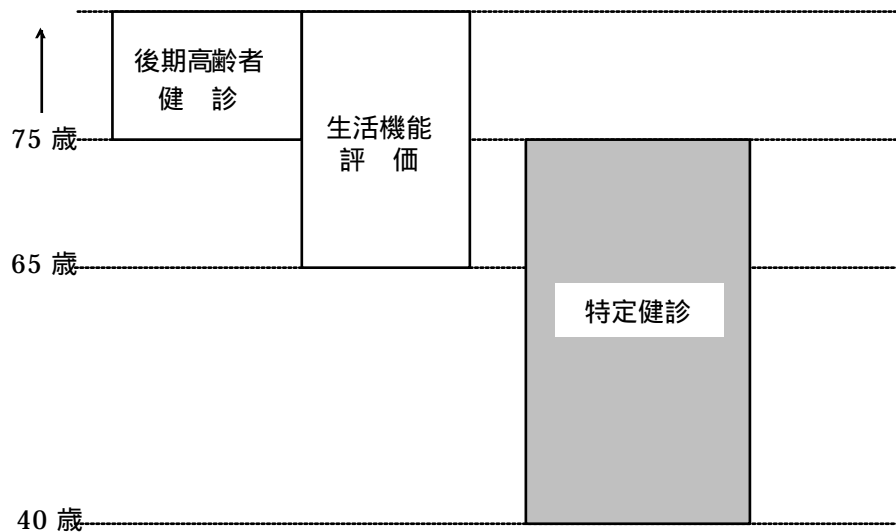 後期高齢者
健　診
生活機能
評　価
75 歳
65 歳
特定健診
40 歳